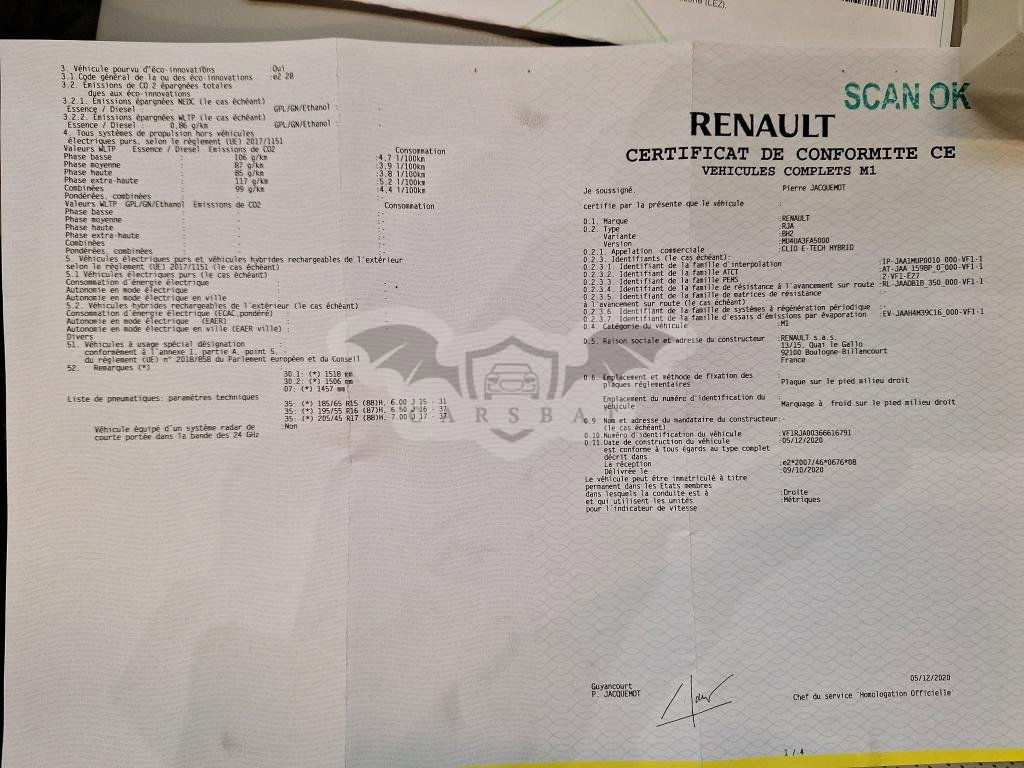 (LEZ),
3. Véhicule pourvu d'éco-innovations :Oui
3.1.Code général de la ou des éco-innovations :e2 28
3.2. Emissions de CO 2 épargnées totales
dues aux éco-innovations
3.2.1. Emissions épargnées NEDC (le cas échéant)
Essence / Diesel : GPL/GN/Ethanol :
3.2.2. Emissions épargnées WLTP (le cas échéant)
Essence / Diesel : 0,86 g/km GPL/GN/Ethanol :
4. Tous systèmes de propulsion hors véhicules
électriques purs, selon le règlement (UE) 2017/1151
Valeurs WLTP Essence / Diesel Emissions de CO2 Consommation
Phase basse : 106 g/km :4.7 l/100km
Phase moyenne : 87 g/km :3.9 l/100km
Phase haute : 85 g/km :3.8 l/100km
Phase extra-haute : 117 g/km :5.2 l/100km
Combinées : 99 g/km :4.4 l/100km
Pondérées, combinées : - :-
Valeurs WLTP GPL/GN/Ethanol Emissions de CO2 Consommation
Phase basse : - :-
Phase moyenne : - :-
Phase haute : - :-
Phase extra-haute : - :-
Combinées : - :-
Pondérées, combinées : - :-
5. Véhicules électriques purs et véhicules hybrides rechargeables de l'extérieur
selon le règlement (UE) 2017/1151 (le cas échéant)
5.1 Véhicules électriques purs (le cas échéant)
Consommation d'énergie électrique :
Autonomie en mode électrique :
Autonomie en mode électrique en ville :
5.2. Véhicules hybrides rechargeables de l'extérieur (le cas échéant)
Consommation d'énergie électrique (ECAC,pondéré) :
Autonomie en mode électrique (EAER) :
Autonomie en mode électrique en ville (EAER ville) :
Divers
51. Véhicules à usage spécial désignation :
conformément à l'annexe I, partie A, point 5, -
du règlement (UE) n° 2018/858 du Parlement européen et du Conseil
52. Remarques (*)
30.1: (*) 1518 mm
30.2: (*) 1506 mm
07: (*) 1457 mm
Liste de pneumatiques: paramètres techniques
35: (*) 185/65 R15 (88)H, 6.00 J 15 - 31
35: (*) 195/55 R16 (87)H, 6.50 J 16 - 37
35: (*) 205/45 R17 (88)H, 7.00 J 17 - 37
Véhicule équipé d'un système radar de :Non
courte portée dans la bande des 24 GHz
CARSBAT
SCAN OK
RENAULT
CERTIFICAT DE CONFORMITE CE
VEHICULES COMPLETS M1
Je soussigné, Pierre JACQUEMOT
certifie par la présente que le véhicule :
0.1. Marque :RENAULT
0.2. Type :RJA
Variante :BH2
Version :MU4UA3FA5000
0.2.1. Appelation commerciale :CLIO E-TECH HYBRID
0.2.3. Identifiants (le cas échéant)
0.2.3.1. Identifiant de la famille d'interpolation :IP-JAA1MUP0010_000-VF1-1
0.2.3.2. Identifiant de la famille ATCT :AT-JAA_1598P_0_000-VF1-1
0.2.3.3. Identifiant de la famille PEMS :2-VF1-E27
0.2.3.4. Identifiant de la famille de résistance à l'avancement sur route :RL-JAADB1B_350_000-VF1-1
0.2.3.5. Identifiant de la famille de matrices de résistance
à l'avancement sur route (le cas échéant)
0.2.3.6. Identifiant de la famille de systèmes à régénération périodique :-
0.2.3.7. Identifiant de la famille d'essais d'émissions par évaporation :EV-JAAH4M39C16_000-VF1-1
0.4. Catégorie du véhicule :M1
0.5. Raison sociale et adresse du constructeur :RENAULT s.a.s.
13/15, Quai le Gallo
92100 Boulogne-Billancourt
France
0.6. Emplacement et méthode de fixation des
plaques réglementaires Plaque sur le pied milieu droit
Emplacement du numéro d'identification du :
véhicule Marquage à froid sur le pied milieu droit
0.9. Nom et adresse du mandataire du constructeur:
(le cas échéant)
0.10.Numéro d'identification du véhicule :VF1RJA00366616791
0.11.Date de construction du véhicule :05/12/2020
est conforme à tous égards au type complet
décrit dans
La réception :e2*2007/46*0676*08
Délivrée le :09/10/2020
Le véhicule peut être immatriculé à titre
permanent dans les Etats membres
dans lesquels la conduite est à :Droite
et qui utilisent les unités :Métriques
pour l'indicateur de vitesse
05/12/2020
Guyancourt
P. JACQUEMOT
Chef du service 'Homologation Officielle'
1 / 4